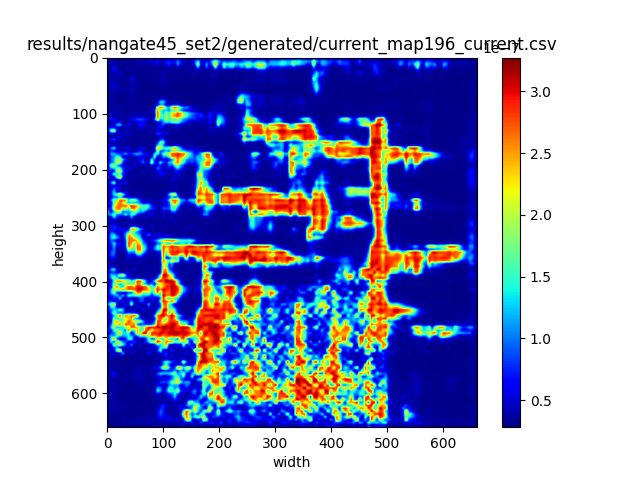 results/nangate45_set2/generated/current_map196_current.csv
1e−7
0
100
200
300
400
500
600
height
0 100 200 300 400 500 600
width
3.0
2.5
2.0
1.5
1.0
0.5